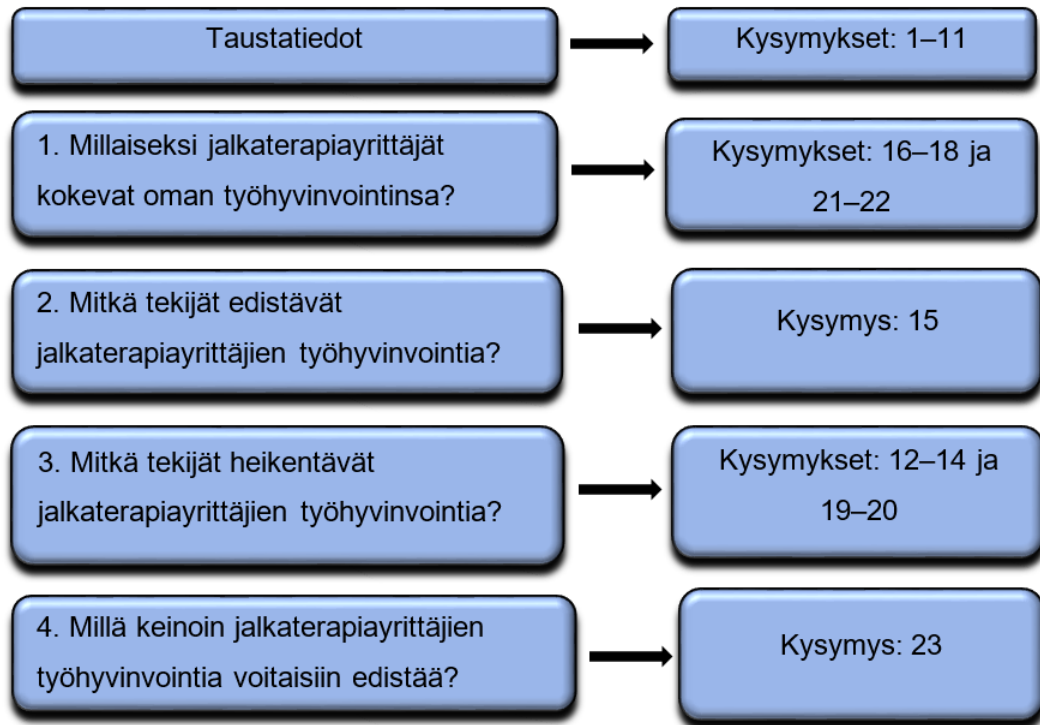 Taustatiedot
Kysymykset: 1–11
1. Millaiseksi jalkaterapiayrittäjät
kokevat oman työhyvinvointinsa?
Kysymykset: 16–18 ja
21–22
2. Mitkä tekijät edistävät
jalkaterapiayrittäjien työhyvinvointia?
Kysymys: 15
3. Mitkä tekijät heikentävät
jalkaterapiayrittäjien työhyvinvointia?
Kysymykset: 12–14 ja
19–20
4. Millä keinoin jalkaterapiayrittäjien
työhyvinvointia voitaisiin edistää?
Kysymys: 23